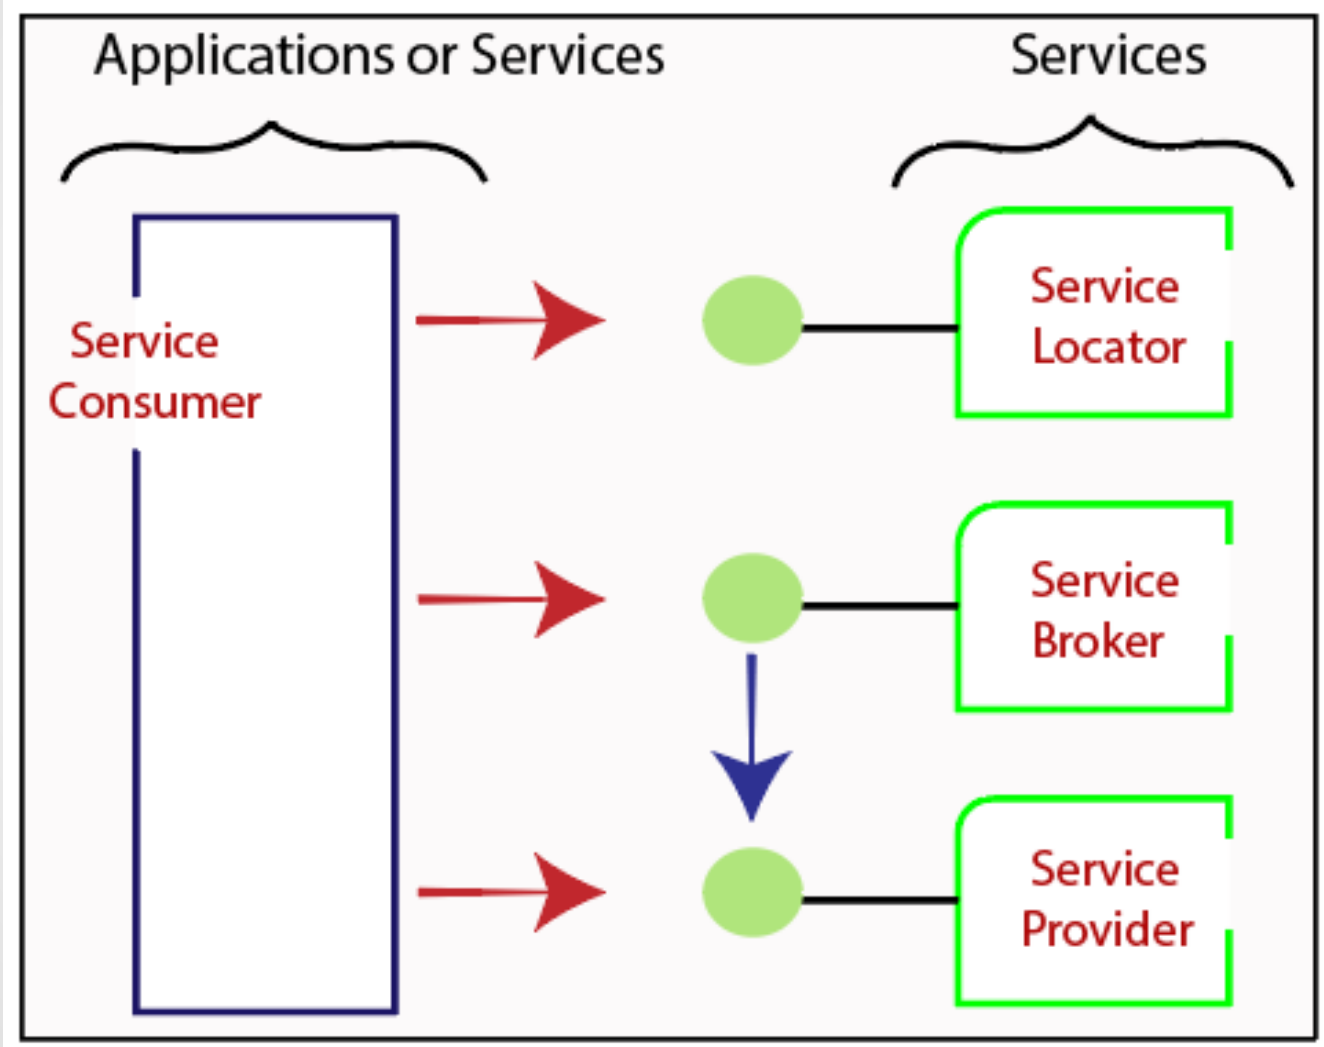 Applications or Services
Services
Service
Consumer
Service
Locator
Service
Broker
Service
Provider